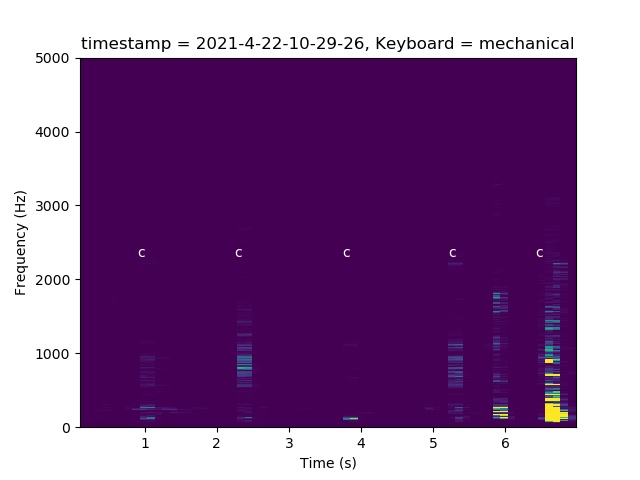 timestamp = 2021-4-22-10-29-26, Keyboard = mechanical
5000
4000
3000
2000
1000
0
Frequency (Hz)
c c c c c
1 2 3 4 5 6
Time (s)